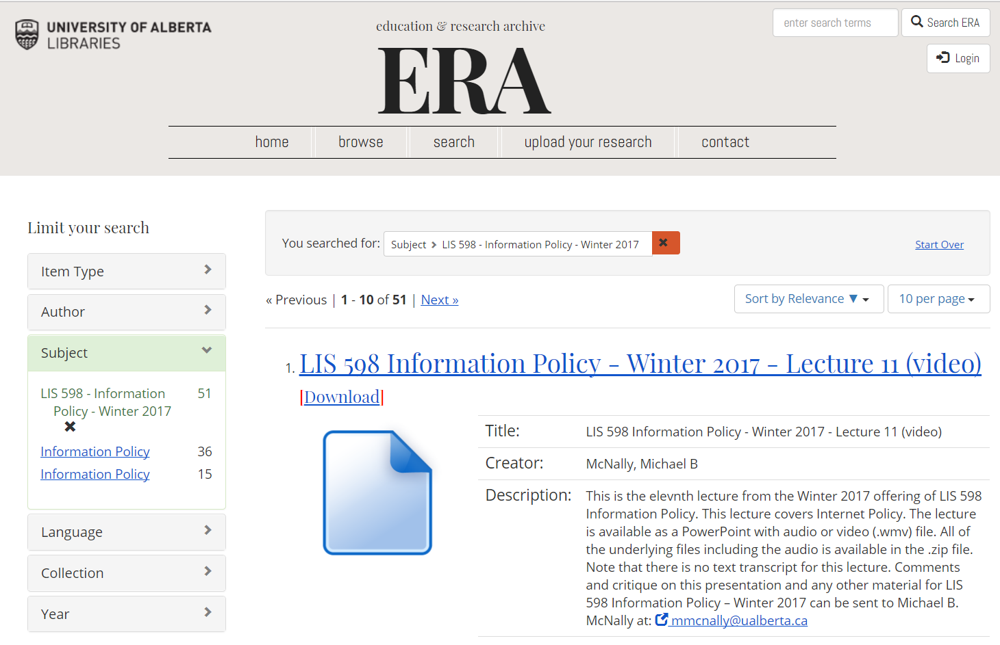 UNIVERSITY OF ALBERTA
LIBRARIES
education & research archive
ERA
enter search terms
Search ERA
Login
home
browse
search
upload your research
contact
Limit your search
Item Type
Author
Subject
LIS 598 - Information 51
Policy - Winter 2017
✖
Information Policy 36
Information Policy 15
Language
Collection
Year
You searched for: Subject > LIS 598 - Information Policy - Winter 2017 ✖
Start Over
« Previous | 1 - 10 of 51 | Next »
Sort by Relevance ▼
10 per page
1. LIS 598 Information Policy - Winter 2017 - Lecture 11 (video)
[Download]
Title: LIS 598 Information Policy - Winter 2017 - Lecture 11 (video)
Creator: McNally, Michael B
Description: This is the elevnth lecture from the Winter 2017 offering of LIS 598
Information Policy. This lecture covers Internet Policy. The lecture
is available as a PowerPoint with audio or video (.wmv) file. All of
the underlying files including the audio is available in the .zip file.
Note that there is no text transcript for this lecture. Comments
and critique on this presentation and any other material for LIS
598 Information Policy – Winter 2017 can be sent to Michael B.
McNally at: mmcnally@ualberta.ca